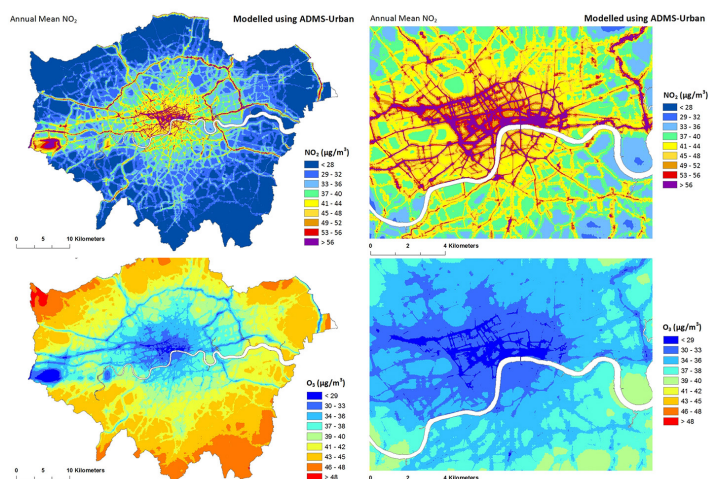 Annual Mean NO₂
Modelled using ADMS-Urban
NO₂ (µg/m³)
< 28
29 - 32
33 - 36
37 - 40
41 - 44
45 - 48
49 - 52
53 - 56
> 56
0 5 10 Kilometers
Annual Mean NO₂
Modelled using ADMS-Urban
NO₂ (µg/m³)
< 28
29 - 32
33 - 36
37 - 40
41 - 44
45 - 48
49 - 52
53 - 56
> 56
0 2 4 Kilometers
O₃ (µg/m³)
< 29
30 - 33
34 - 36
37 - 38
39 - 40
41 - 42
43 - 45
46 - 48
> 48
0 5 10 Kilometers
O₃ (µg/m³)
< 29
30 - 33
34 - 36
37 - 38
39 - 40
41 - 42
43 - 45
46 - 48
> 48
0 2 4 Kilometers